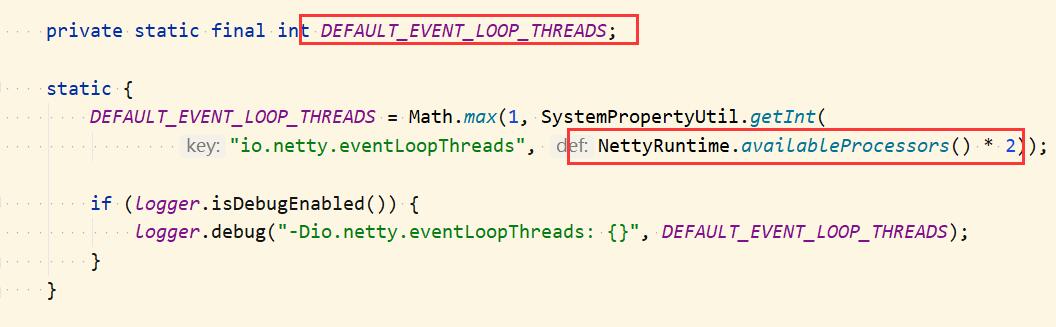 private static final int DEFAULT_EVENT_LOOP_THREADS;
static {
DEFAULT_EVENT_LOOP_THREADS = Math.max(1, SystemPropertyUtil.getInt(
key: "io.netty.eventLoopThreads", def: NettyRuntime.availableProcessors() * 2));
if (logger.isDebugEnabled()) {
logger.debug("-Dio.netty.eventLoopThreads: {}", DEFAULT_EVENT_LOOP_THREADS);
}
}